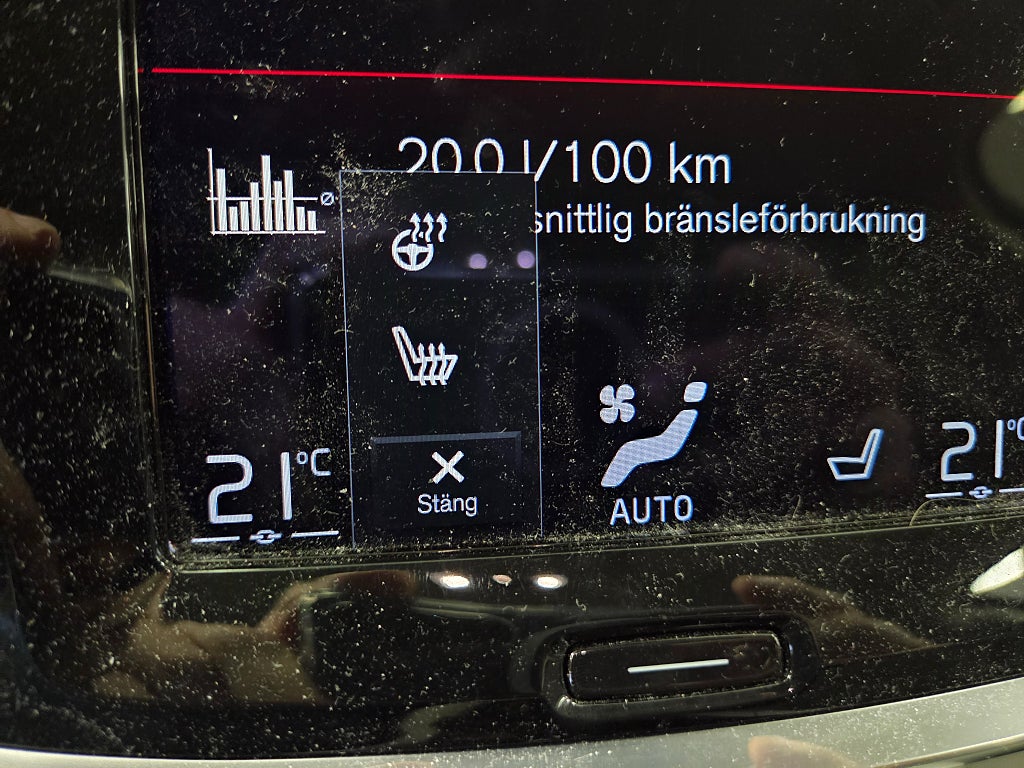 20.0 l/100 km
snittlig bränsleförbrukning
Ø
21°C
Stäng
AUTO
21°C